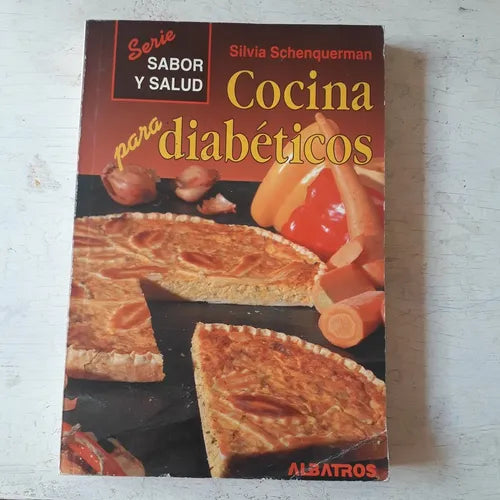 Serie
SABOR
Y SALUD
Silvia Schenquerman
Cocina
para diabéticos
ALBATROS